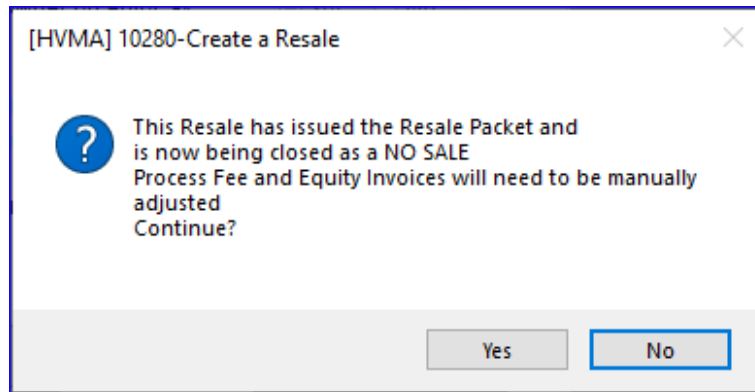 [HVMA] 10280-Create a Resale
This Resale has issued the Resale Packet and
is now being closed as a NO SALE
Process Fee and Equity Invoices will need to be manually
adjusted
Continue?
Yes
No